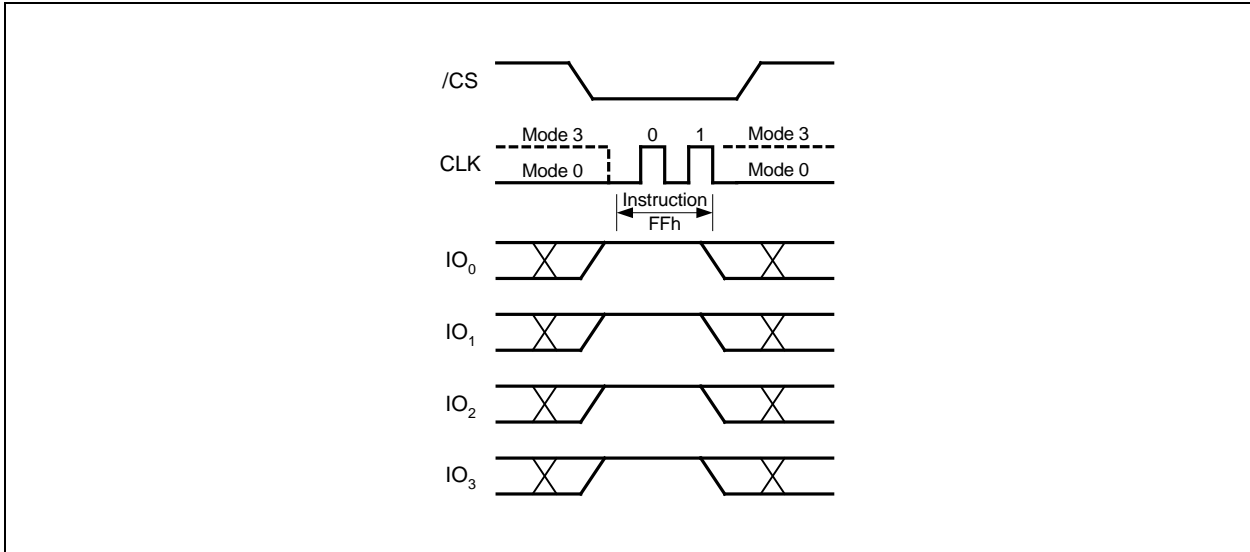 /CS
Mode 3 0 1 Mode 3
CLK
Mode 0 Mode 0
Instruction
FFh
IO0
IO1
IO2
IO3